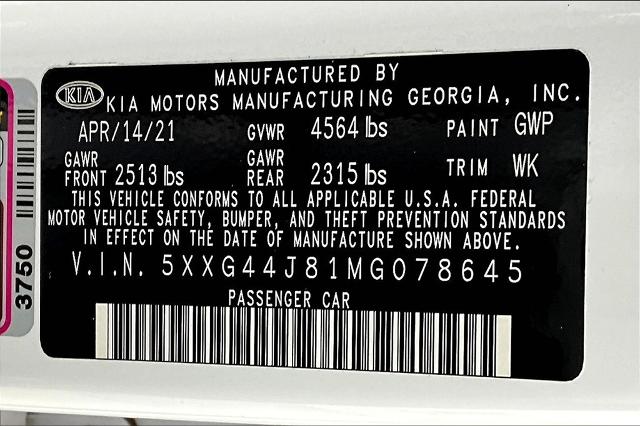 MANUFACTURED BY
KIA KIA MOTORS MANUFACTURING GEORGIA, INC.
APR/14/21 GVWR 4564 lbs PAINT GWP
GAWR FRONT 2513 lbs GAWR REAR 2315 lbs TRIM WK
THIS VEHICLE CONFORMS TO ALL APPLICABLE U.S.A. FEDERAL
MOTOR VEHICLE SAFETY, BUMPER, AND THEFT PREVENTION STANDARDS
IN EFFECT ON THE DATE OF MANUFACTURE SHOWN ABOVE.
V.I.N. 5XXG44J81MG078645
PASSENGER CAR
3750